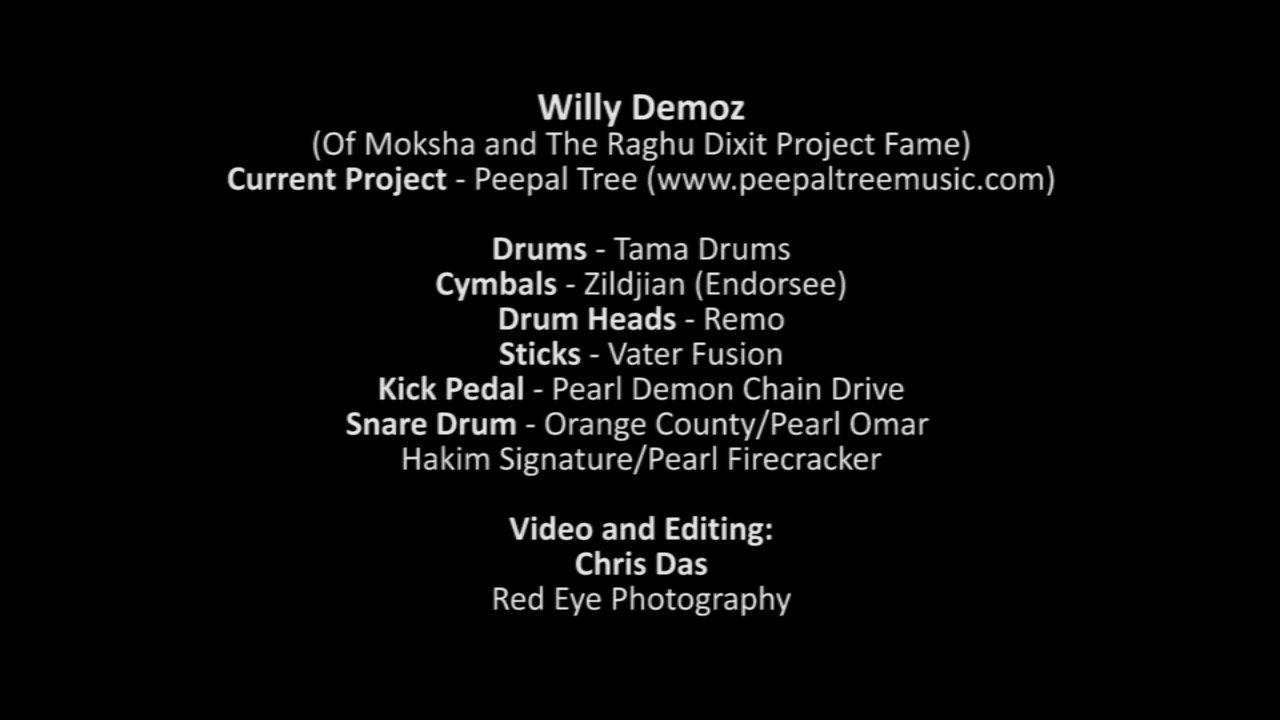 Willy Demoz
(Of Moksha and The Raghu Dixit Project Fame)
Current Project - Peepal Tree (www.peepaltreemusic.com)
Drums - Tama Drums
Cymbals - Zildjian (Endorsee)
Drum Heads - Remo
Sticks - Vater Fusion
Kick Pedal - Pearl Demon Chain Drive
Snare Drum - Orange County/Pearl Omar
Hakim Signature/Pearl Firecracker
Video and Editing:
Chris Das
Red Eye Photography